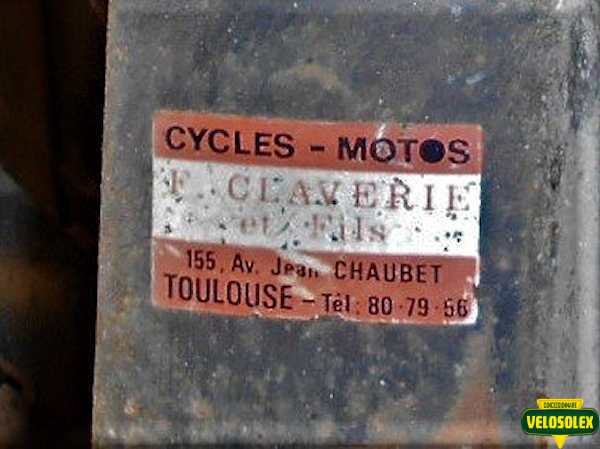 CYCLES - MOTOS
F. CLAVERIE
et Fils
155, Av. Jean CHAUBET
TOULOUSE - Tél: 80-79-56
CONCESSIONNAIRE
VELOSOLEX